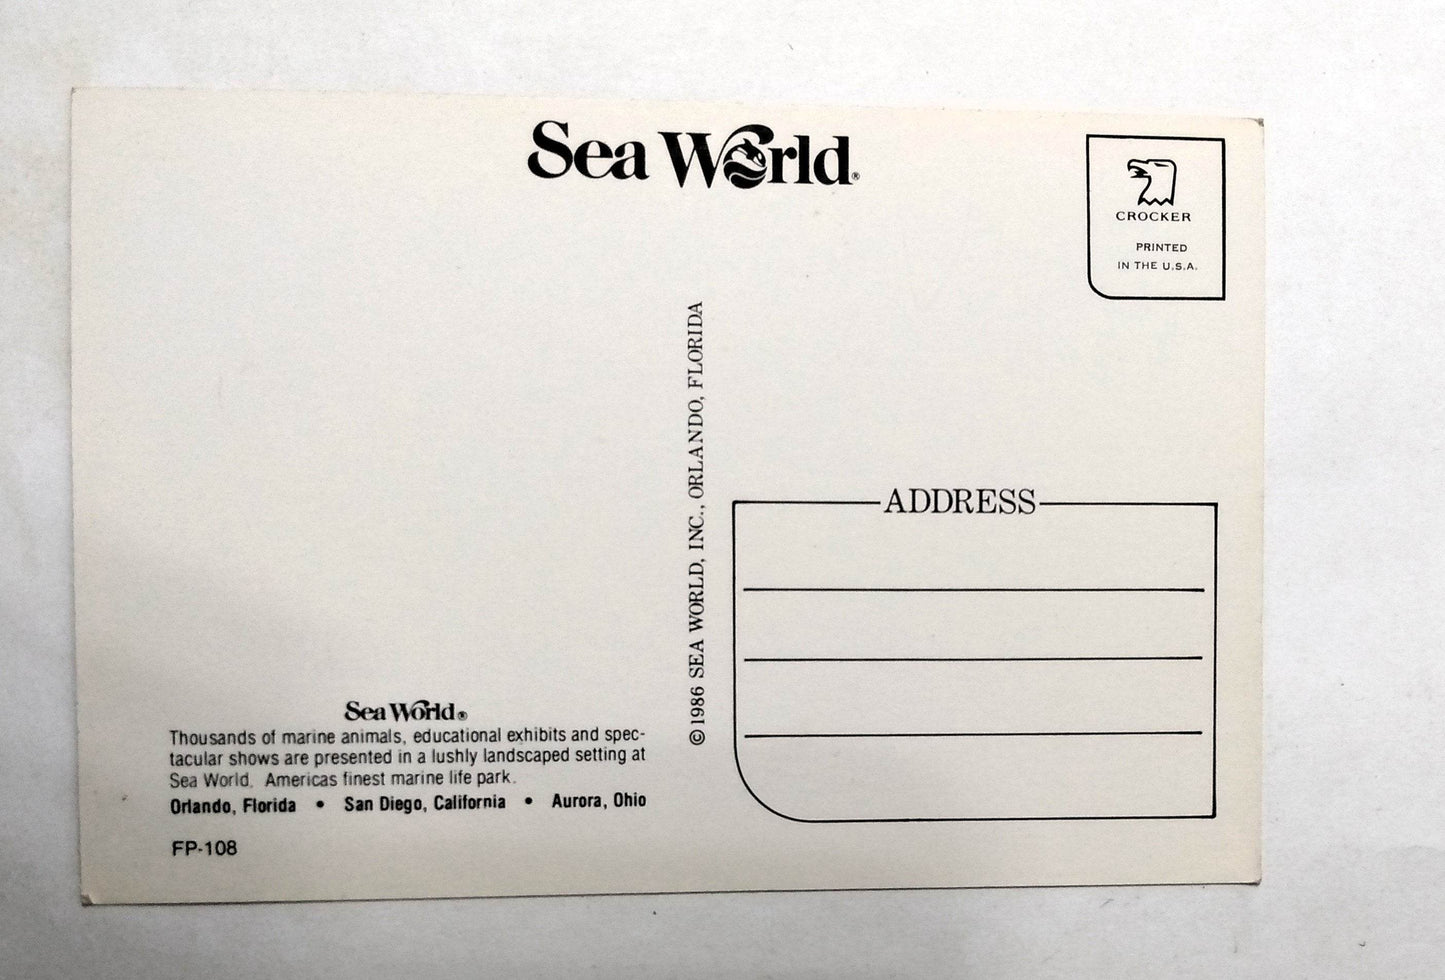 Sea World®
CROCKER
PRINTED
IN THE U.S.A.
©1986 SEA WORLD, INC., ORLANDO, FLORIDA
ADDRESS
Sea World®
Thousands of marine animals, educational exhibits and spec-
tacular shows are presented in a lushly landscaped setting at
Sea World. Americas finest marine life park.
Orlando, Florida • San Diego, California • Aurora, Ohio
FP-108